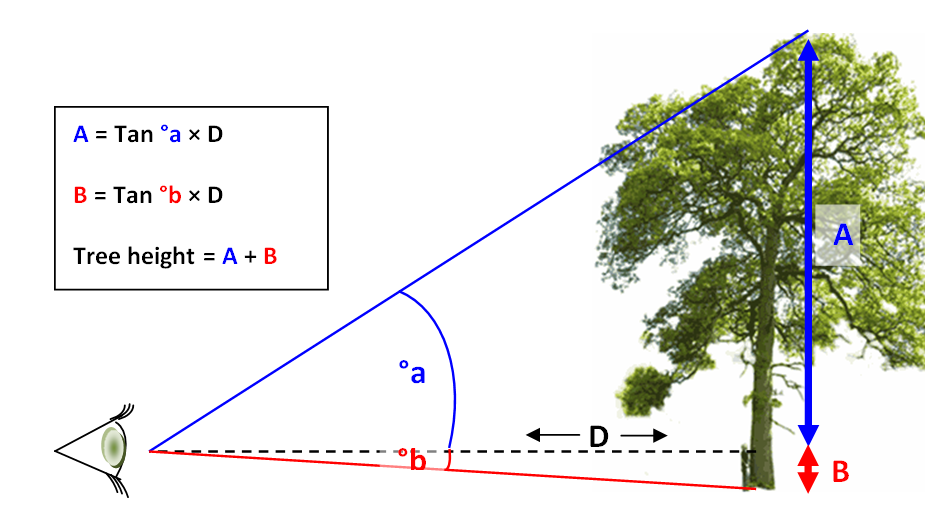 A = Tan °a × D
B = Tan °b × D
Tree height = A + B
A
°a
D
°b
B